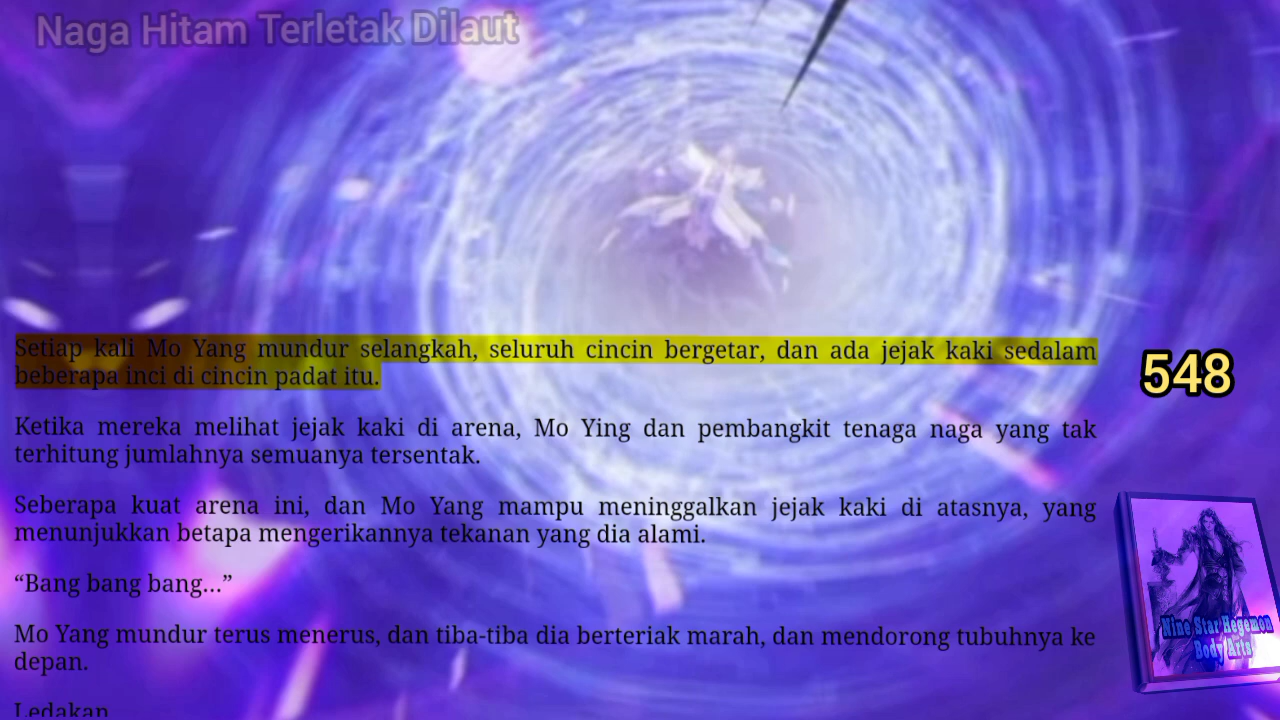 Naga Hitam Terletak Dilaut
Setiap kali Mo Yang mundur selangkah, seluruh cincin bergetar, dan ada jejak kaki sedalam
beberapa inci di cincin padat itu.
548
Ketika mereka melihat jejak kaki di arena, Mo Ying dan pembangkit tenaga naga yang tak
terhitung jumlahnya semuanya tersentak.
Seberapa kuat arena ini, dan Mo Yang mampu meninggalkan jejak kaki di atasnya, yang
menunjukkan betapa mengerikannya tekanan yang dia alami.
“Bang bang bang…”
Mo Yang mundur terus menerus, dan tiba-tiba dia berteriak marah, dan mendorong tubuhnya ke
depan.
Ledakan
Nine Star Hegemon
Body Arts